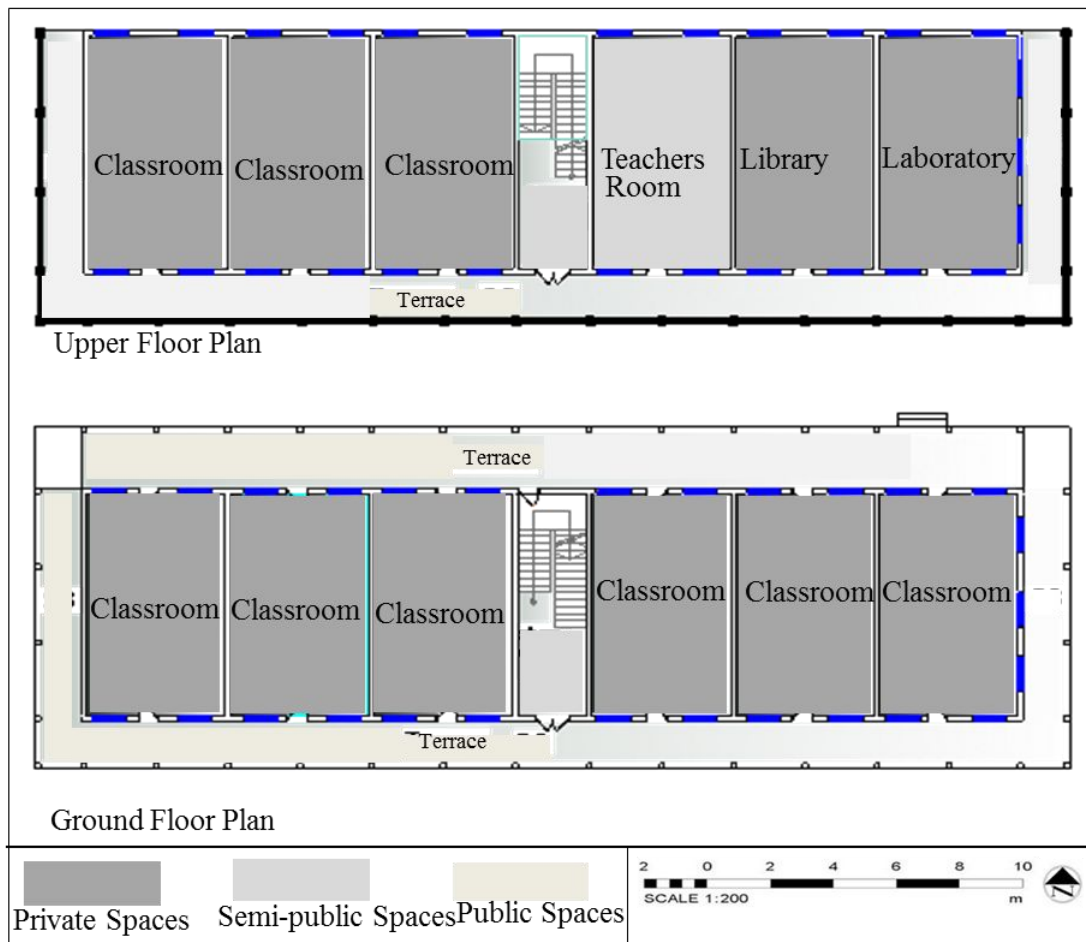 Classroom
Classroom
Classroom
Teachers
Room
Library
Laboratory
Terrace
Upper Floor Plan
Terrace
Classroom
Classroom
Classroom
Classroom
Classroom
Classroom
Terrace
Ground Floor Plan
Private Spaces
Semi-public Spaces
Public Spaces
2 0 2 4 6 8 10
SCALE 1:200 m